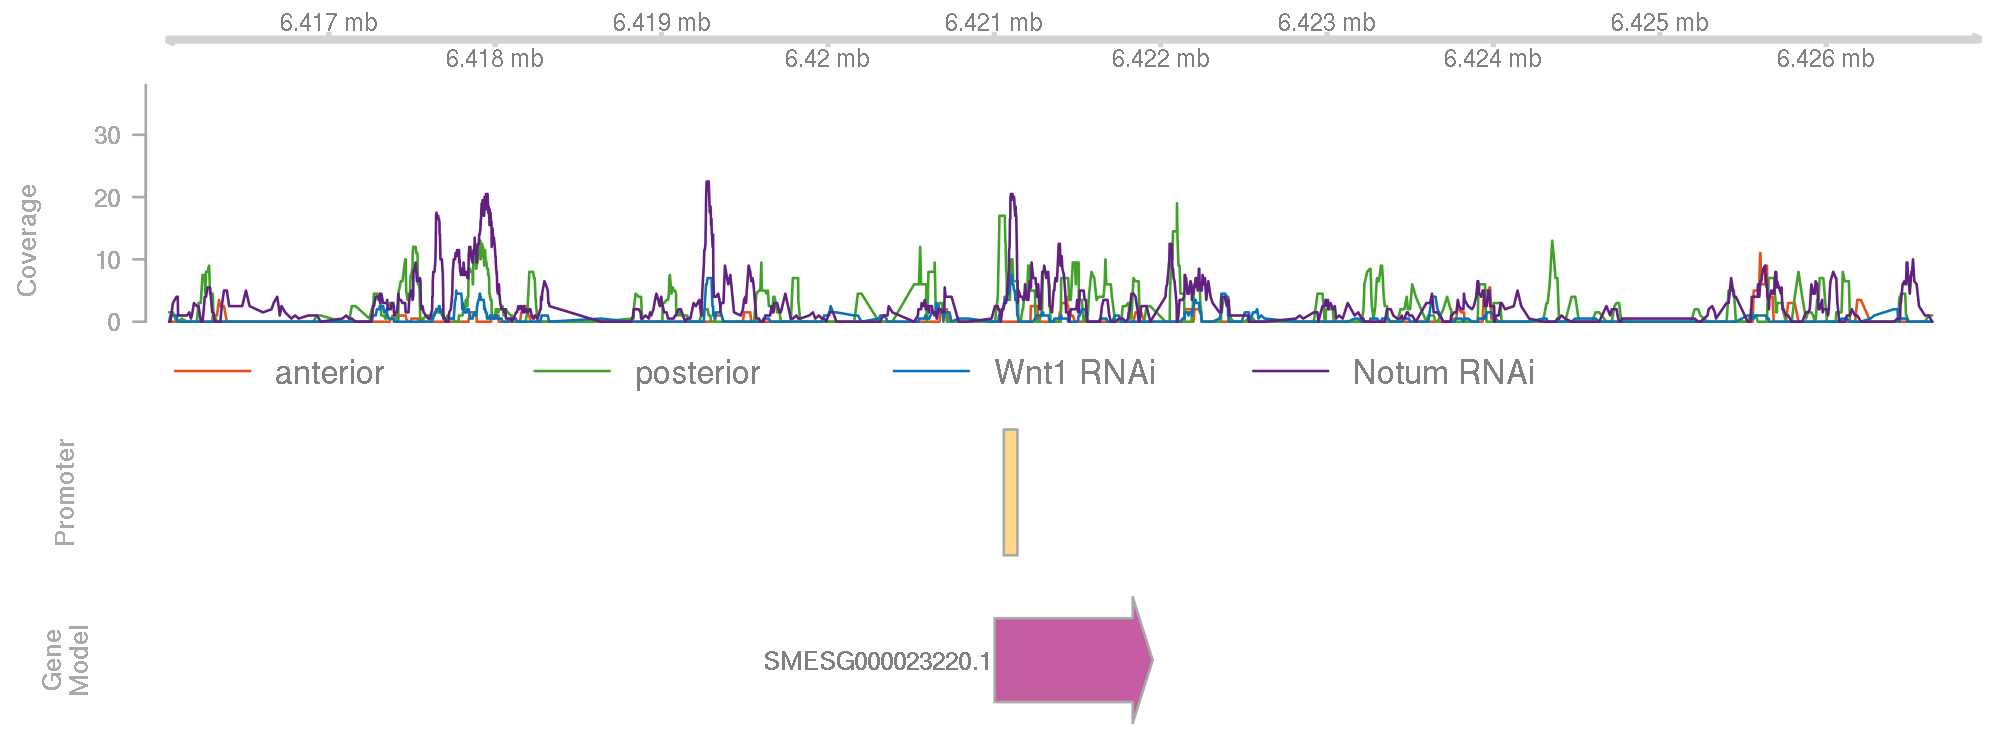 6.417 mb 6.419 mb 6.421 mb 6.423 mb 6.425 mb
6.418 mb 6.42 mb 6.422 mb 6.424 mb 6.426 mb
Coverage
30
20
10
0
anterior posterior Wnt1 RNAi Notum RNAi
Promoter
Gene
Model
SMESG000023220.1